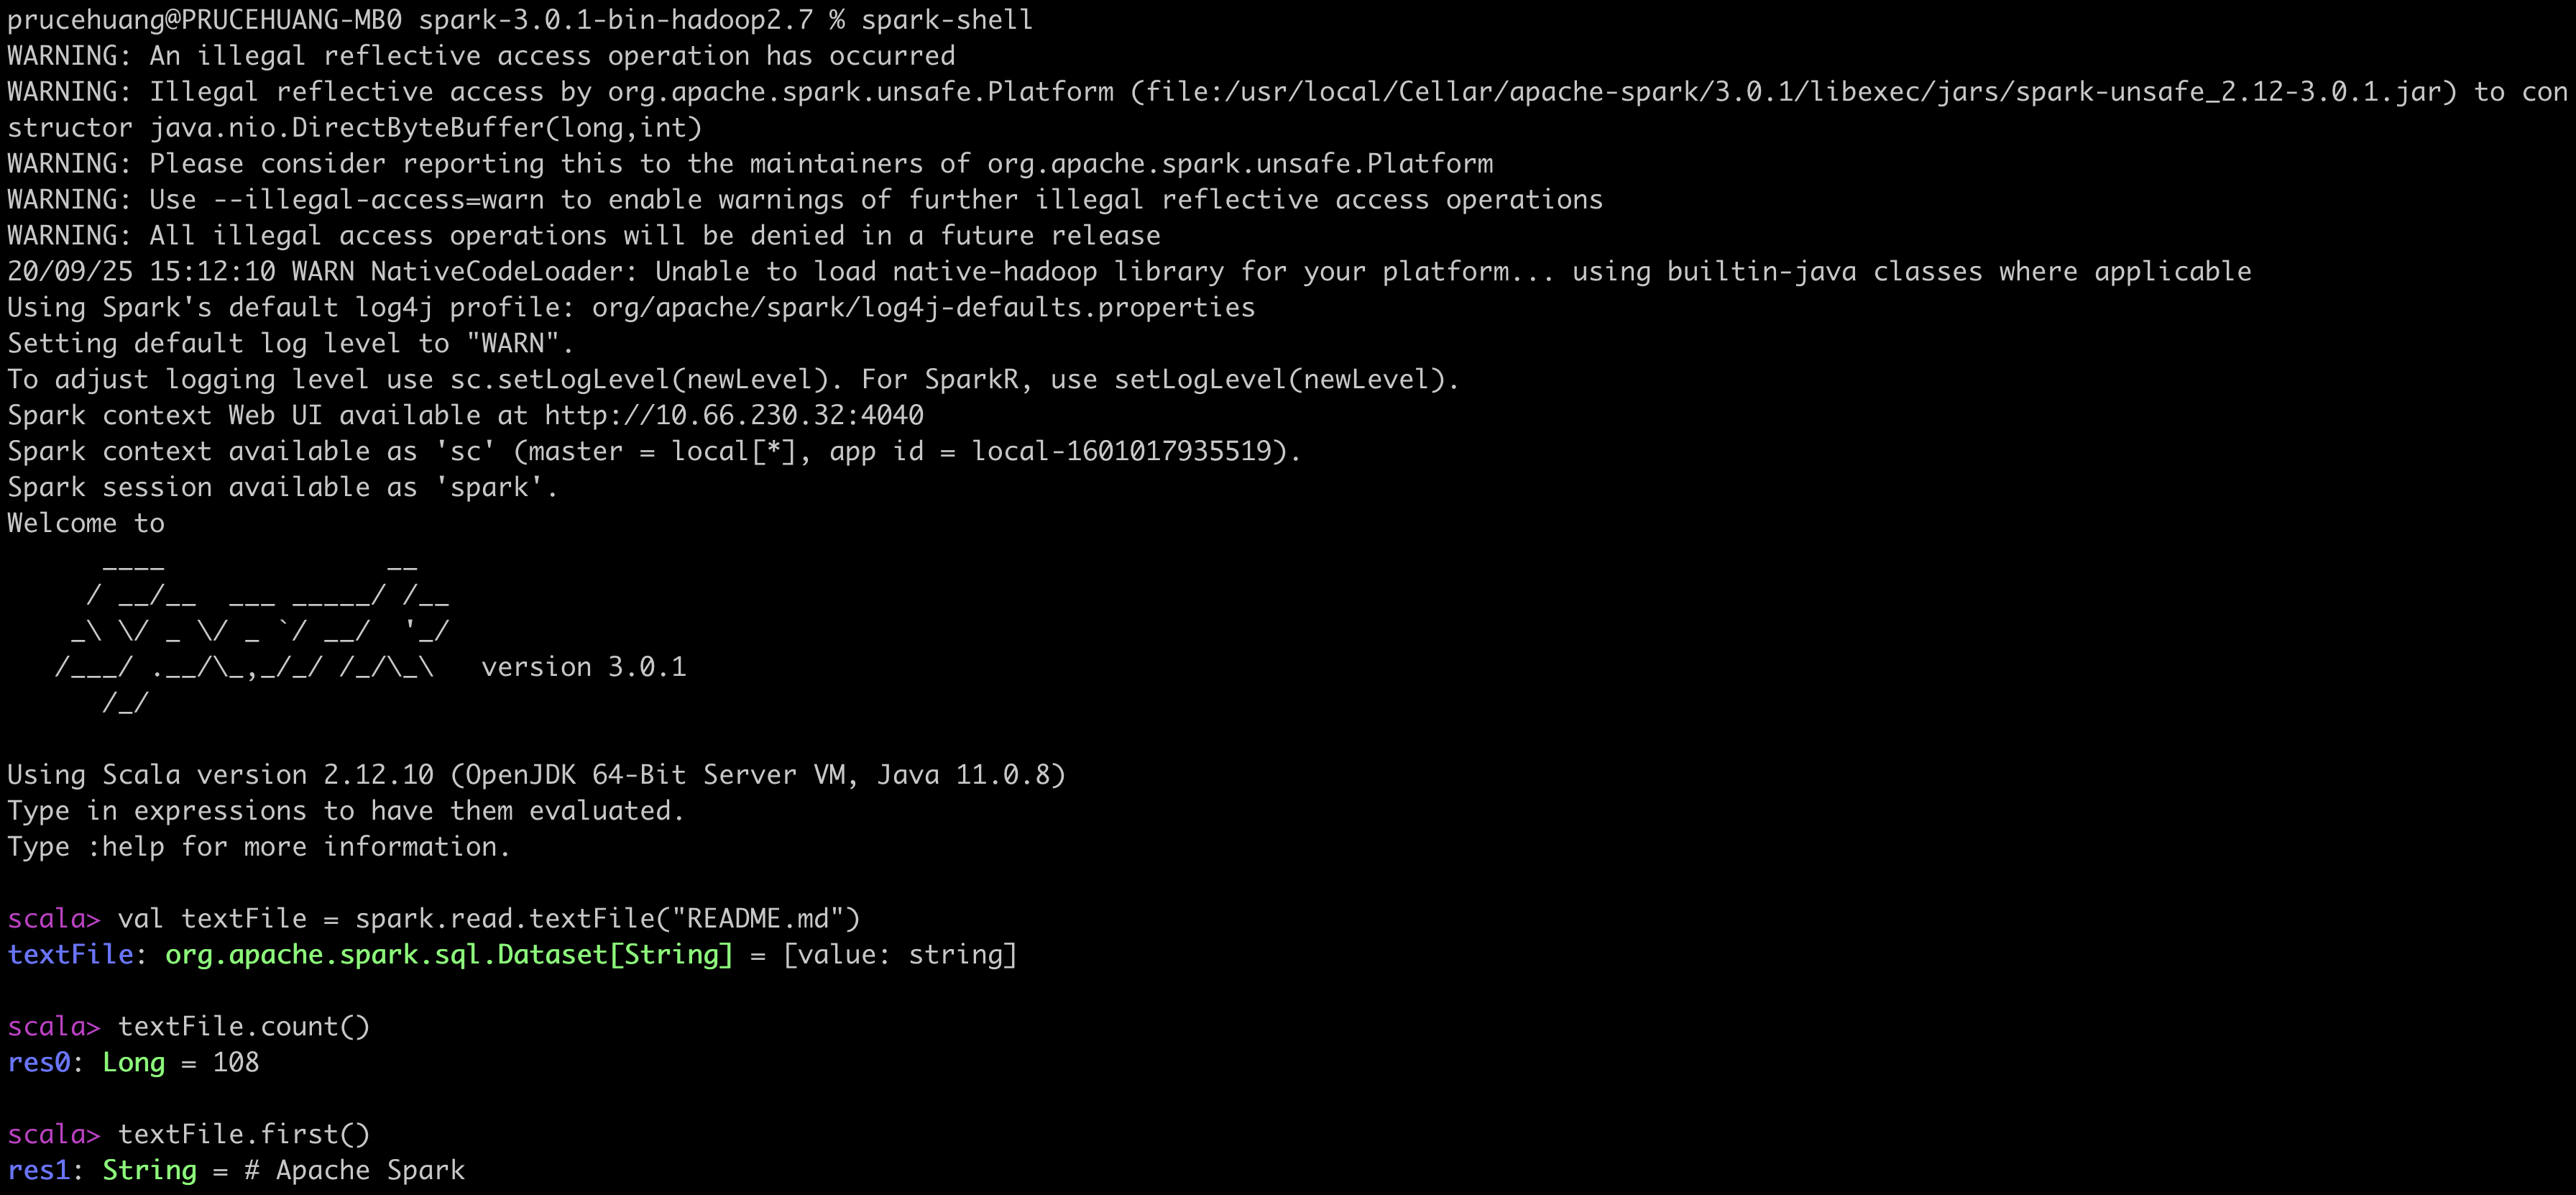 prucehuang@PRUCEHUANG-MB0 spark-3.0.1-bin-hadoop2.7 % spark-shell
WARNING: An illegal reflective access operation has occurred
WARNING: Illegal reflective access by org.apache.spark.unsafe.Platform (file:/usr/local/Cellar/apache-spark/3.0.1/libexec/jars/spark-unsafe_2.12-3.0.1.jar) to con
structor java.nio.DirectByteBuffer(long,int)
WARNING: Please consider reporting this to the maintainers of org.apache.spark.unsafe.Platform
WARNING: Use --illegal-access=warn to enable warnings of further illegal reflective access operations
WARNING: All illegal access operations will be denied in a future release
20/09/25 15:12:10 WARN NativeCodeLoader: Unable to load native-hadoop library for your platform... using builtin-java classes where applicable
Using Spark's default log4j profile: org/apache/spark/log4j-defaults.properties
Setting default log level to "WARN".
To adjust logging level use sc.setLogLevel(newLevel). For SparkR, use setLogLevel(newLevel).
Spark context Web UI available at http://10.66.230.32:4040
Spark context available as 'sc' (master = local[*], app id = local-1601017935519).
Spark session available as 'spark'.
Welcome to
      ____              __
     / __/__  ___ _____/ /__
    _\ \/ _ \/ _ `/ __/  '_/
   /___/ .__/\_,_/_/ /_/\_\   version 3.0.1
      /_/
Using Scala version 2.12.10 (OpenJDK 64-Bit Server VM, Java 11.0.8)
Type in expressions to have them evaluated.
Type :help for more information.
scala> val textFile = spark.read.textFile("README.md")
textFile: org.apache.spark.sql.Dataset[String] = [value: string]
scala> textFile.count()
res0: Long = 108
scala> textFile.first()
res1: String = # Apache Spark